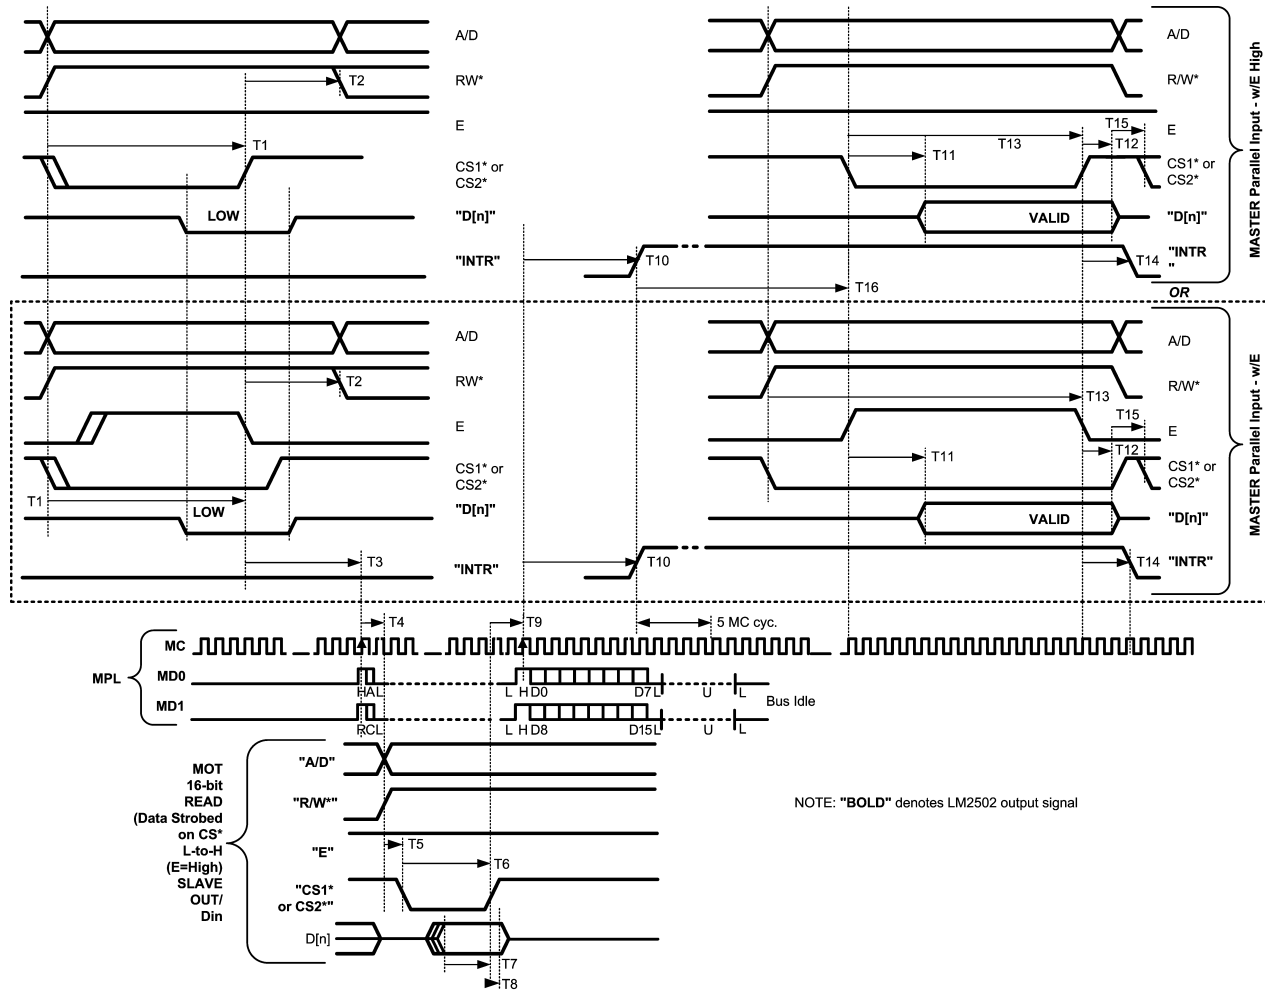 A/D
RW*
T2
E
T1
CS1* or
CS2*
LOW
"D[n]"
"INTR"
T10
T16
A/D
R/W*
T15
E
T13
T12
T11
CS1* or
CS2*
VALID
"D[n]"
T14
"INTR
"
MASTER Parallel Input - w/E High
OR
A/D
RW*
T2
E
CS1* or
CS2*
T1
LOW
"D[n]"
T3
"INTR"
T10
A/D
R/W*
T13
T15
E
T12
T11
CS1* or
CS2*
VALID
"D[n]"
T14
"INTR"
MASTER Parallel Input - w/E
T4
T9
5 MC cyc.
MPL
MC
MD0
HAL
L H D0
D7 L
U
L
MD1
RCL
L H D8
D15 L
U
L
Bus Idle
MOT
16-bit
READ
(Data Strobed
on CS*
L-to-H
(E=High)
SLAVE
OUT/
Din
"A/D"
"R/W*"
"E"
T5
T6
"CS1*
or CS2*"
D[n]
T7
T8
NOTE: "BOLD" denotes LM2502 output signal